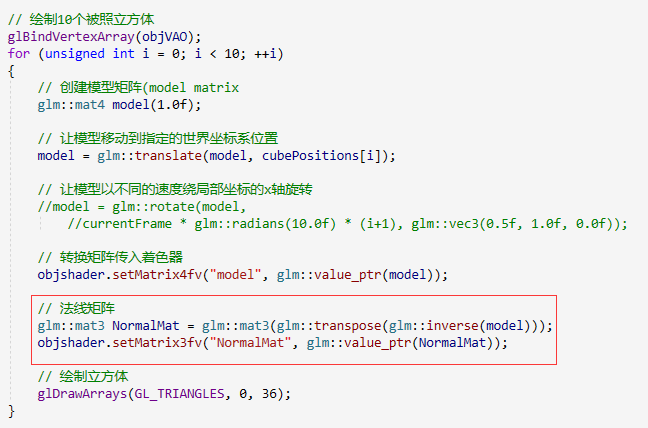 // 绘制10个被照立方体
glBindVertexArray(objVAO);
for (unsigned int i = 0; i < 10; ++i)
{
// 创建模型矩阵(model matrix
glm::mat4 model(1.0f);
// 让模型移动到指定的世界坐标系位置
model = glm::translate(model, cubePositions[i]);
// 让模型以不同的速度绕局部坐标的x轴旋转
//model = glm::rotate(model,
//currentFrame * glm::radians(10.0f) * (i+1), glm::vec3(0.5f, 1.0f, 0.0f));
// 转换矩阵传入着色器
objshader.setMatrix4fv("model", glm::value_ptr(model));
// 法线矩阵
glm::mat3 NormalMat = glm::mat3(glm::transpose(glm::inverse(model)));
objshader.setMatrix3fv("NormalMat", glm::value_ptr(NormalMat));
// 绘制立方体
glDrawArrays(GL_TRIANGLES, 0, 36);
}